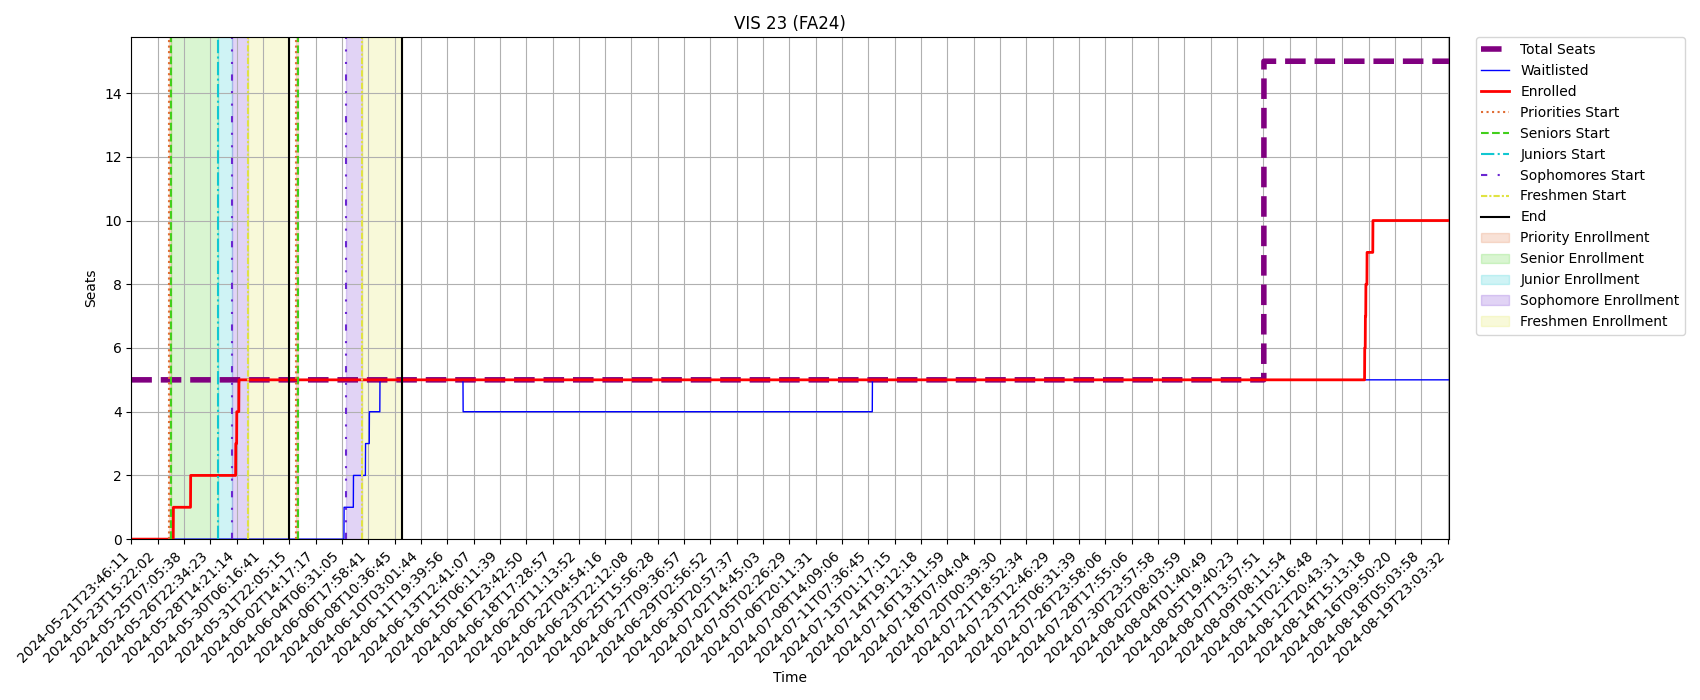 VIS 23 (FA24)
Seats
14
12
10
8
6
4
2
0
2024-05-21T23:46:11
2024-05-23T15:22:02
2024-05-25T07:05:38
2024-05-26T22:34:23
2024-05-28T14:21:14
2024-05-30T06:16:41
2024-05-31T22:05:15
2024-06-02T14:17:17
2024-06-04T06:31:05
2024-06-06T17:58:41
2024-06-08T10:36:45
2024-06-10T03:01:44
2024-06-11T19:39:56
2024-06-13T12:41:07
2024-06-15T06:11:39
2024-06-16T23:42:50
2024-06-18T17:28:57
2024-06-20T11:13:52
2024-06-22T04:54:16
2024-06-23T22:12:08
2024-06-25T15:56:28
2024-06-27T09:36:57
2024-06-29T02:56:52
2024-06-30T20:57:37
2024-07-02T14:45:03
2024-07-05T02:26:29
2024-07-06T20:11:31
2024-07-08T14:09:06
2024-07-11T07:36:45
2024-07-13T01:17:15
2024-07-14T19:12:18
2024-07-16T13:11:59
2024-07-18T07:04:04
2024-07-20T00:39:30
2024-07-21T18:52:34
2024-07-23T12:46:29
2024-07-25T06:31:39
2024-07-26T23:58:06
2024-07-28T17:55:06
2024-07-30T23:57:58
2024-08-02T08:03:59
2024-08-04T01:40:49
2024-08-05T19:40:23
2024-08-07T13:57:51
2024-08-09T08:11:54
2024-08-11T02:16:48
2024-08-12T20:43:31
2024-08-14T15:13:18
2024-08-16T09:50:20
2024-08-18T05:03:58
2024-08-19T23:03:32
Time
Total Seats
Waitlisted
Enrolled
Priorities Start
Seniors Start
Juniors Start
Sophomores Start
Freshmen Start
End
Priority Enrollment
Senior Enrollment
Junior Enrollment
Sophomore Enrollment
Freshmen Enrollment